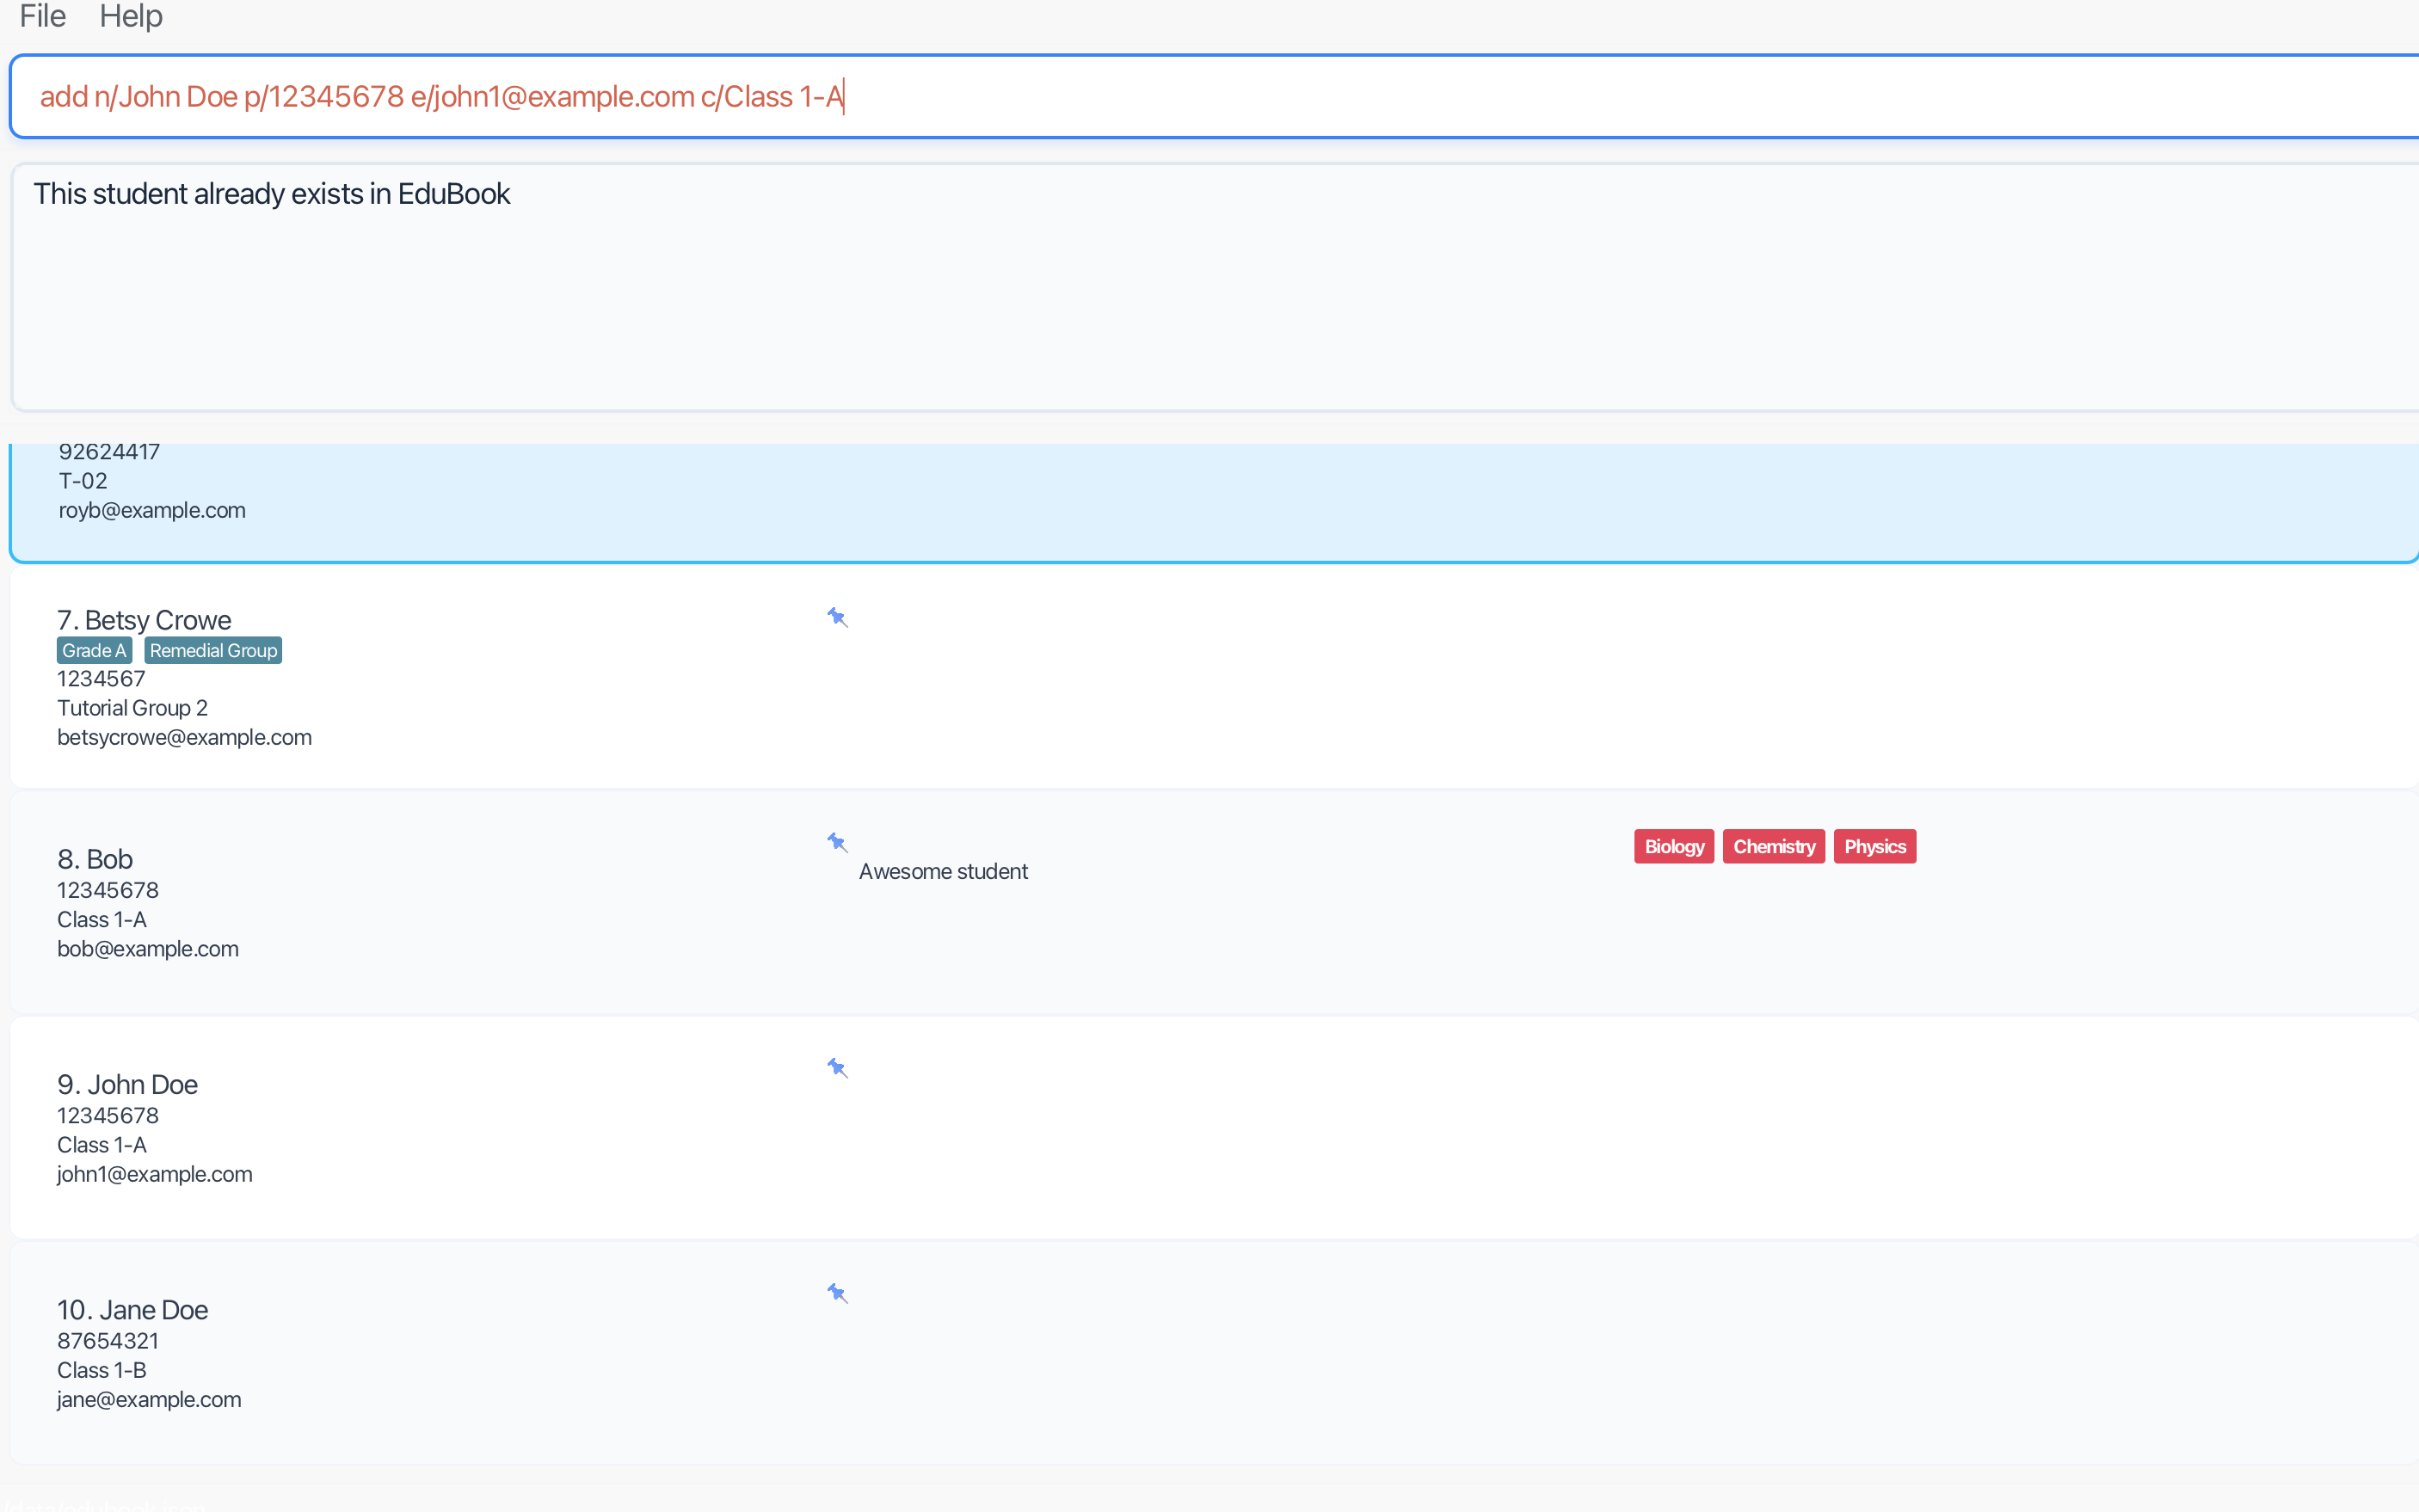 File Help
add n/John Doe p/12345678 e/john1@example.com c/Class 1-A
This student already exists in EduBook
92624417
T-02
royb@example.com
7. Betsy Crowe
Grade A Remedial Group
1234567
Tutorial Group 2
betsycrowe@example.com
8. Bob
12345678
Class 1-A
bob@example.com
Awesome student
Biology Chemistry Physics
9. John Doe
12345678
Class 1-A
john1@example.com
10. Jane Doe
87654321
Class 1-B
jane@example.com